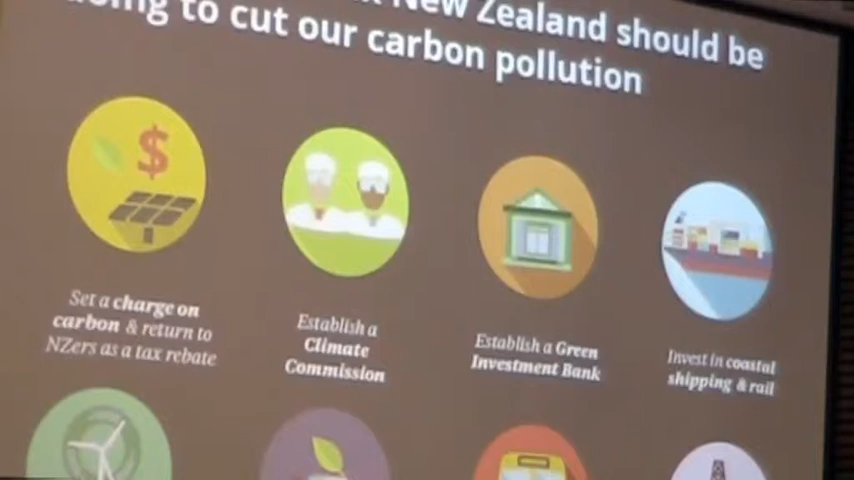 New Zealand should be
doing to cut our carbon pollution
$
Set a charge on
carbon & return to
NZers as a tax rebate
Establish a
Climate
Commission
Establish a Green
Investment Bank
Invest in coastal
shipping & rail